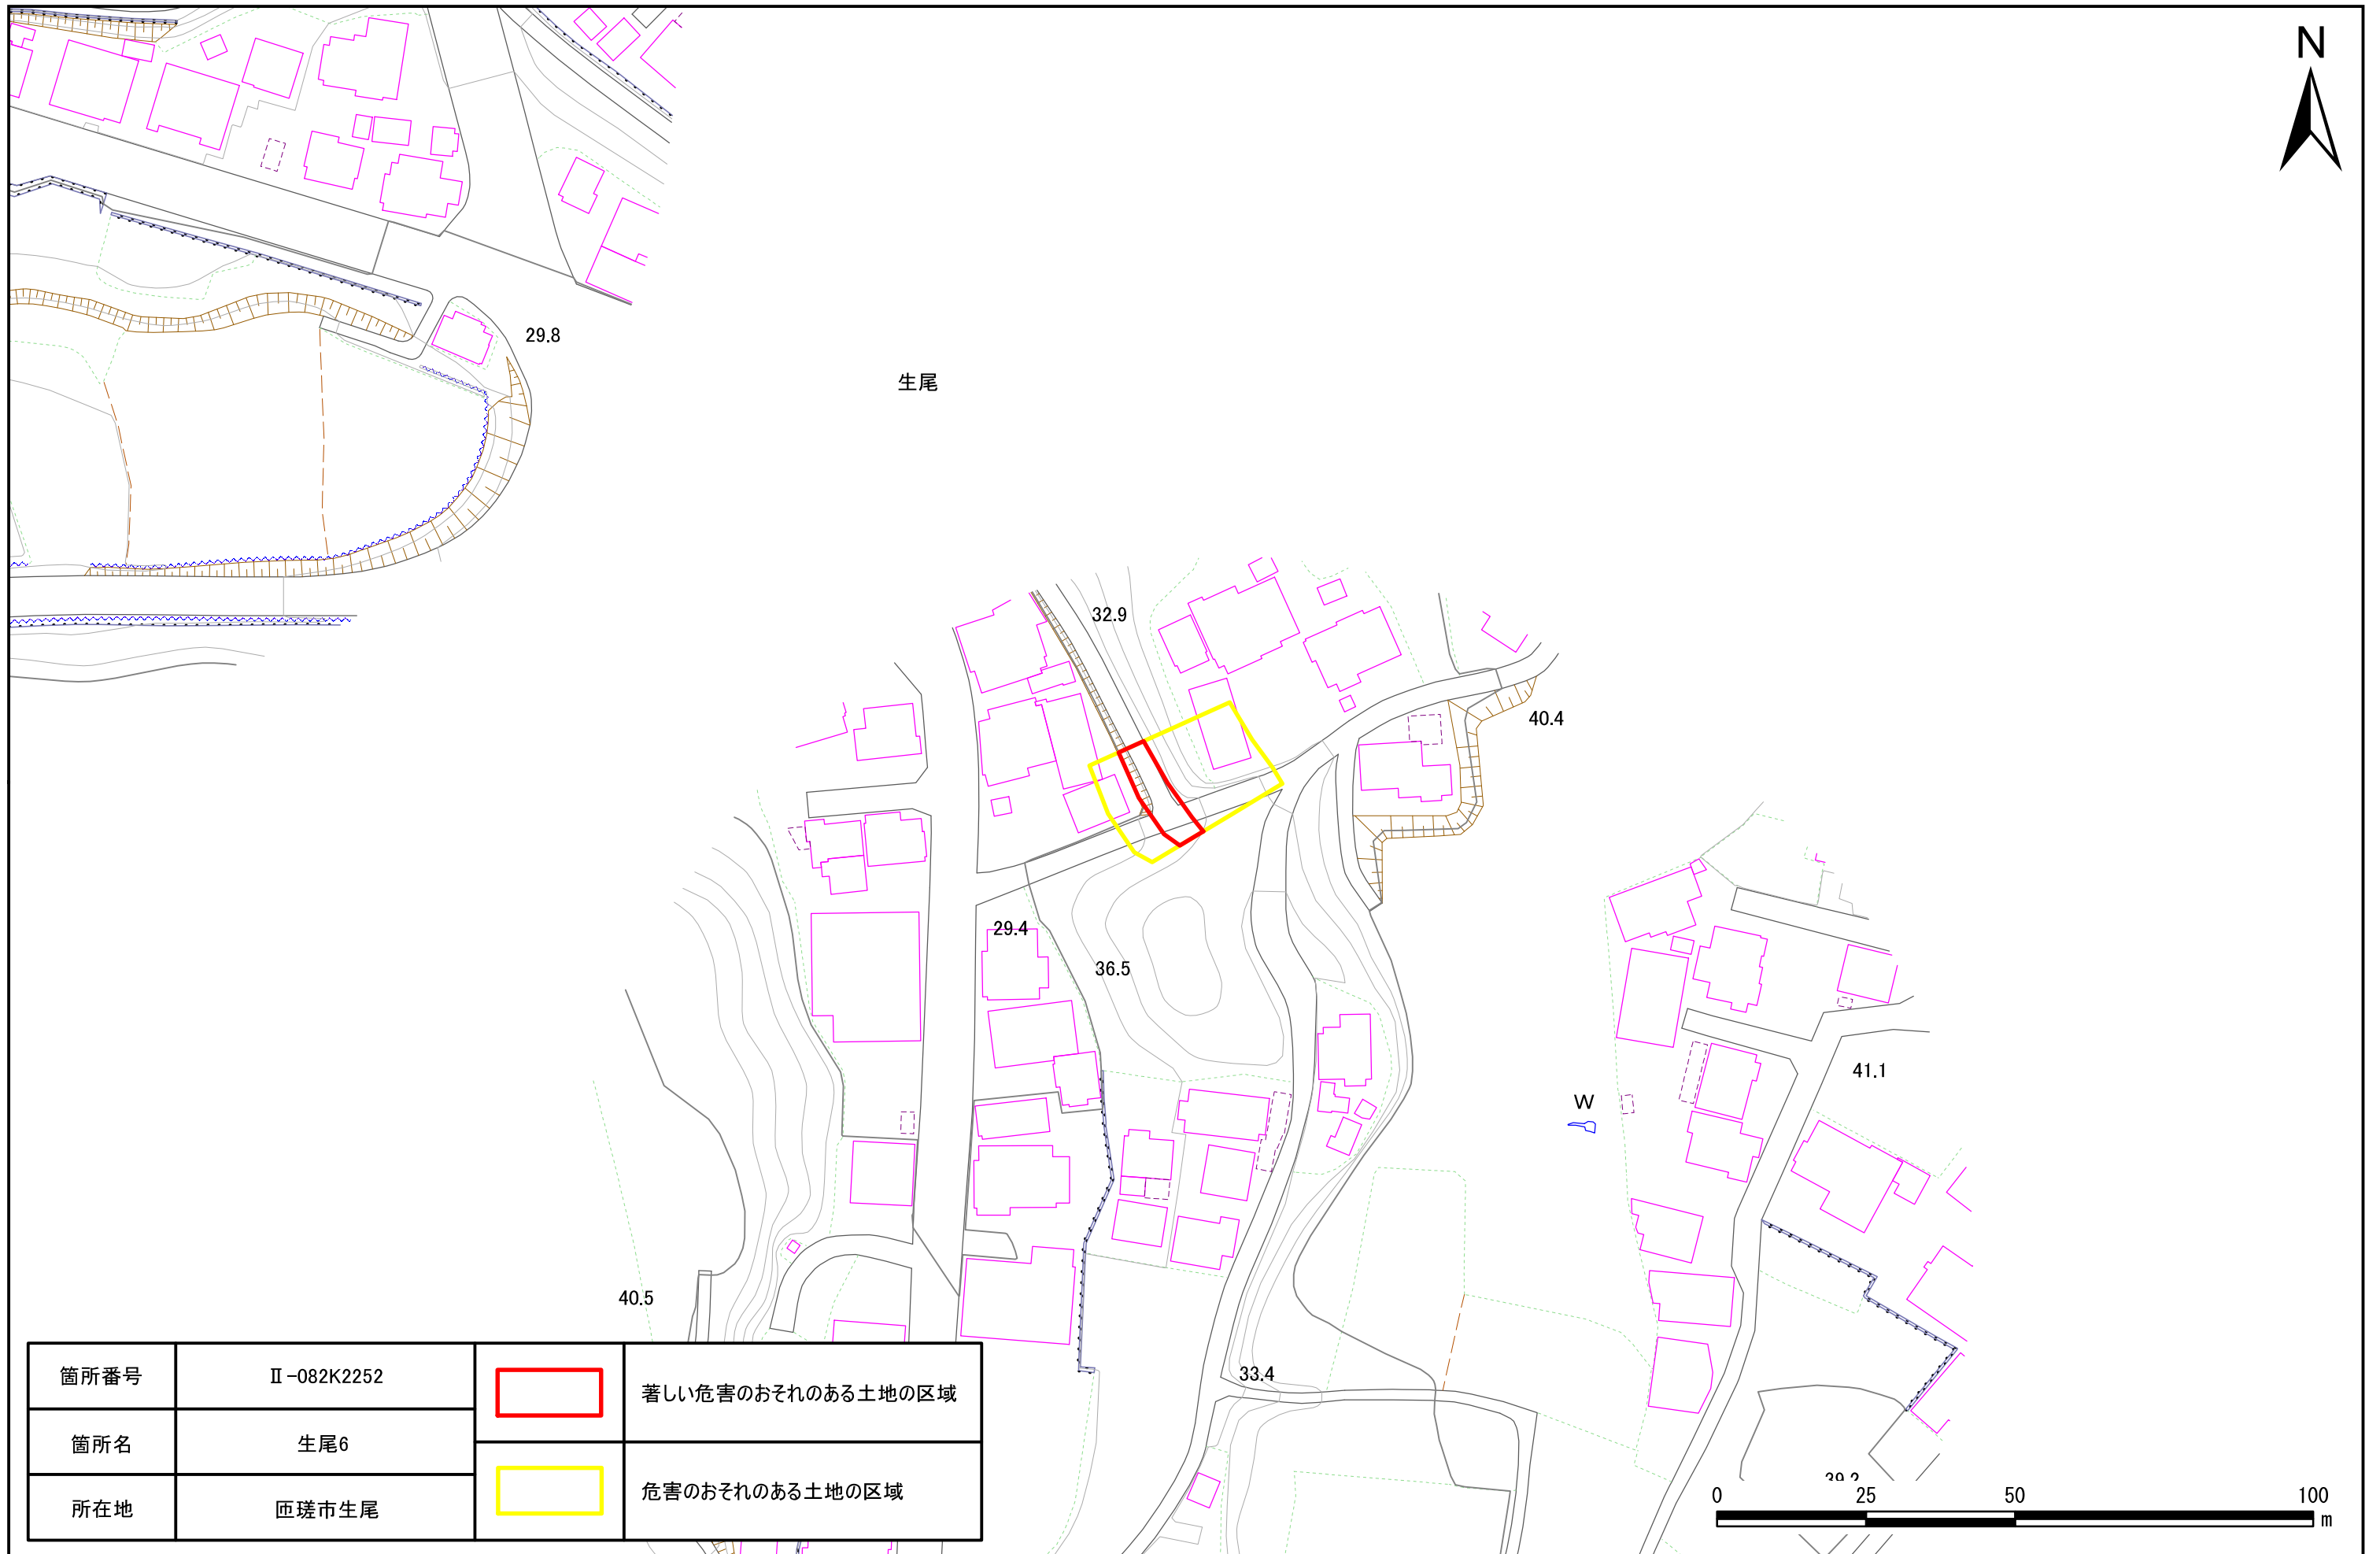 N
29.8
生尾
32.9
40.4
29.4
36.5
41.1
W
40.5
33.4
39.2
箇所番号 Ⅱ-082K2252
箇所名 生尾6
所在地 匝瑳市生尾
著しい危害のおそれのある土地の区域
危害のおそれのある土地の区域
0 25 50 100
m